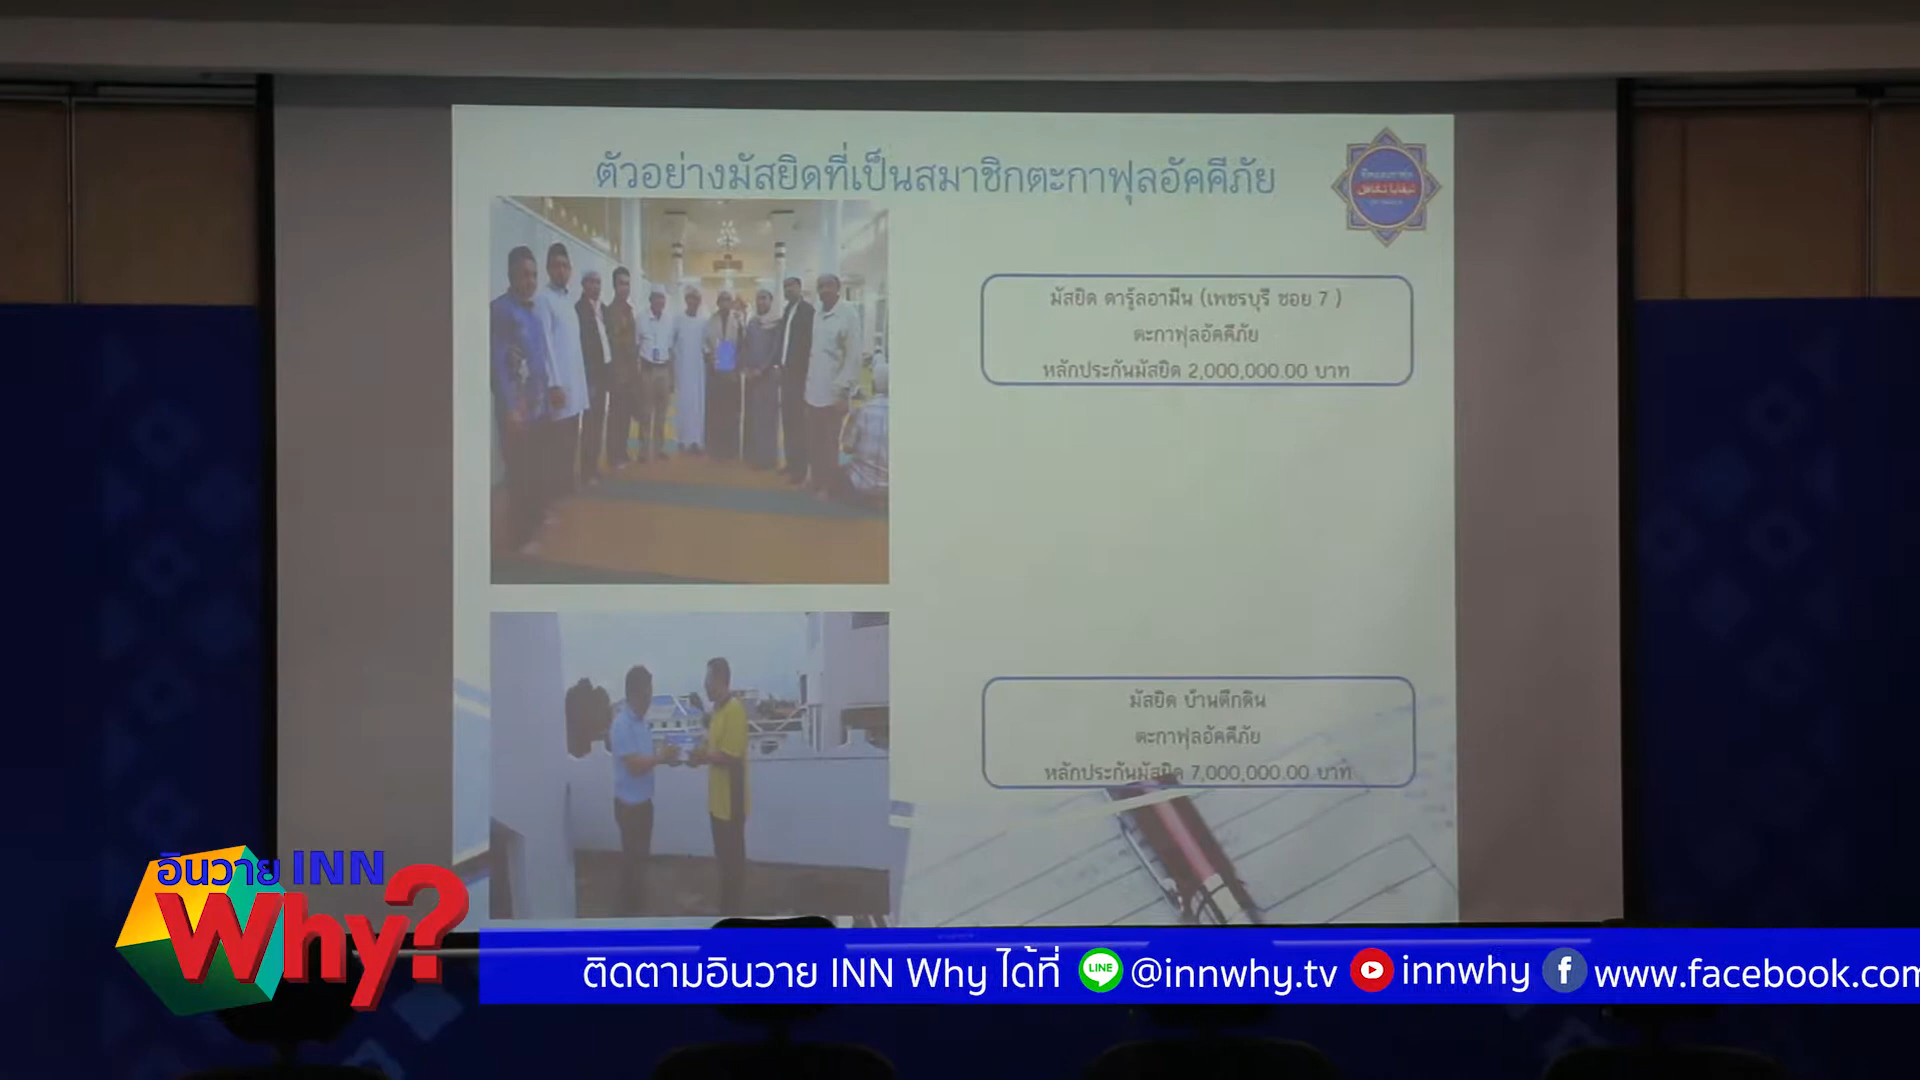 ตัวอย่างมัสยิดที่เป็นสมาชิกตะกาฟุลอัคคีภัย
มัสยิด ดารุ้ลอามีน (เพชรบุรี ซอย 7 )
ตะกาฟุลอัคคีภัย
หลักประกันมัสยิด 2,000,000.00 บาท
มัสยิด บ้านตึกดิน
ตะกาฟุลอัคคีภัย
หลักประกันมัสยิด 7,000,000.00 บาท
อินวาย INN
Why?
ติดตามอินวาย INN Why ได้ที่ LINE @innwhy.tv innwhy f www.facebook.com